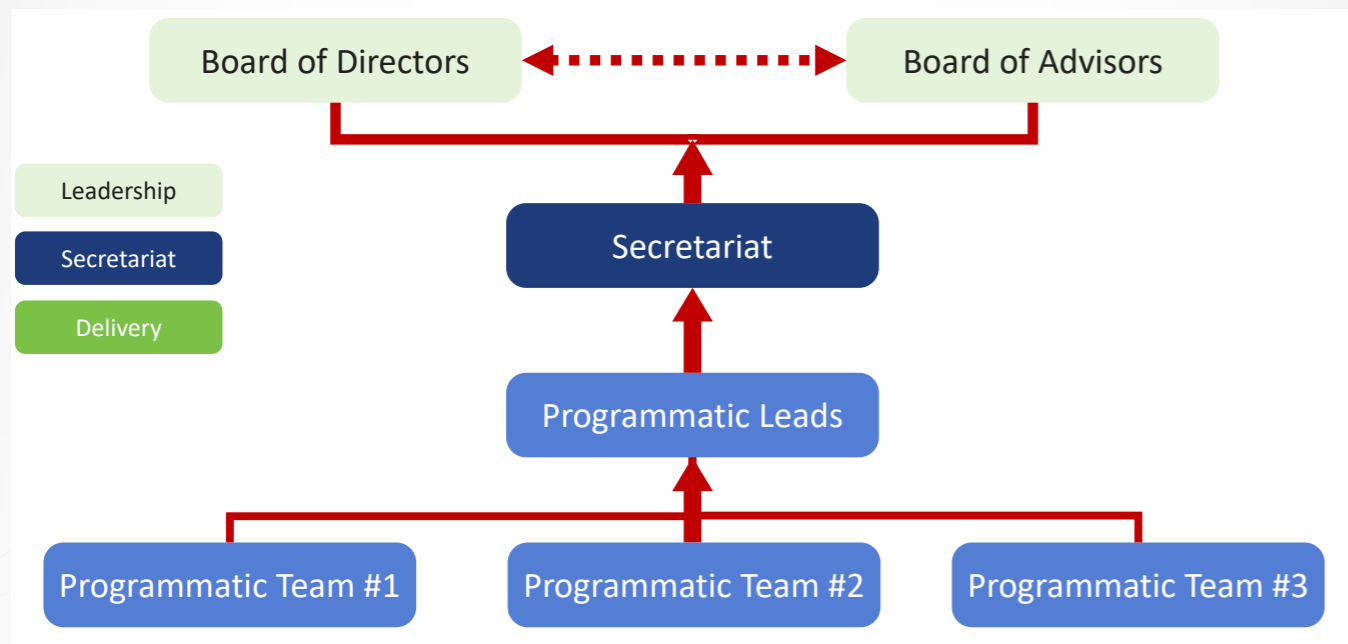 Board of Directors
Board of Advisors
Leadership
Secretariat
Secretariat
Delivery
Programmatic Leads
Programmatic Team #1
Programmatic Team #2
Programmatic Team #3